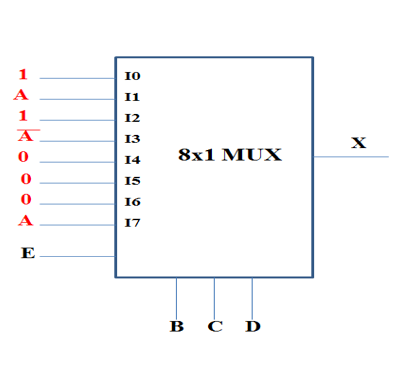 1 I0
A I1
1 I2
A̅ I3
8x1 MUX
X
0 I4
0 I5
0 I6
A I7
E
B C D